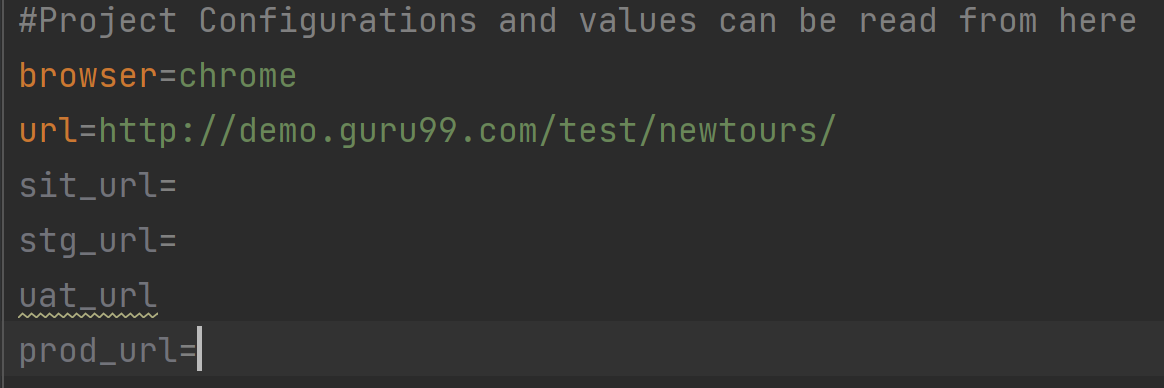 #Project Configurations and values can be read from here
browser=chrome
url=http://demo.guru99.com/test/newtours/
sit_url=
stg_url=
uat_url
prod_url=